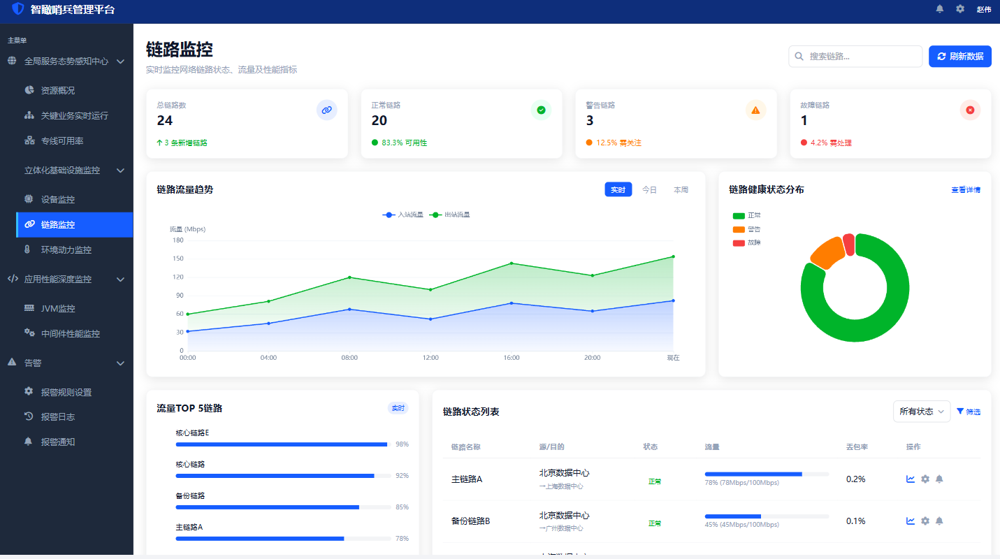 智瞰哨兵管理平台
赵伟
主菜单
全局服务态势感知中心
资源概况
关键业务实时运行
专线可用率
立体化基础设施监控
设备监控
链路监控
环境动力监控
应用性能深度监控
JVM监控
中间件性能监控
告警
报警规则设置
报警日志
报警通知
链路监控
实时监控网络链路状态、流量及性能指标
搜索链路...
刷新数据
总链路数
24
3 条新增链路
正常链路
20
83.3% 可用性
警告链路
3
12.5% 需关注
故障链路
1
4.2% 需处理
链路流量趋势
实时 今日 本周
入站流量 出站流量
流量 (Mbps)
180
150
120
90
60
30
0
00:00 04:00 08:00 12:00 16:00 20:00 现在
链路健康状态分布
查看详情
正常
警告
故障
流量TOP 5链路
实时
核心链路E
98%
核心链路
92%
备份链路
85%
主链路A
78%
链路状态列表
所有状态
筛选
链路名称 源/目的 状态 流量 丢包率 操作
主链路A
北京数据中心
→上海数据中心
正常
78% (78Mbps/100Mbps)
0.2%
备份链路B
北京数据中心
→广州数据中心
正常
45% (45Mbps/100Mbps)
0.1%